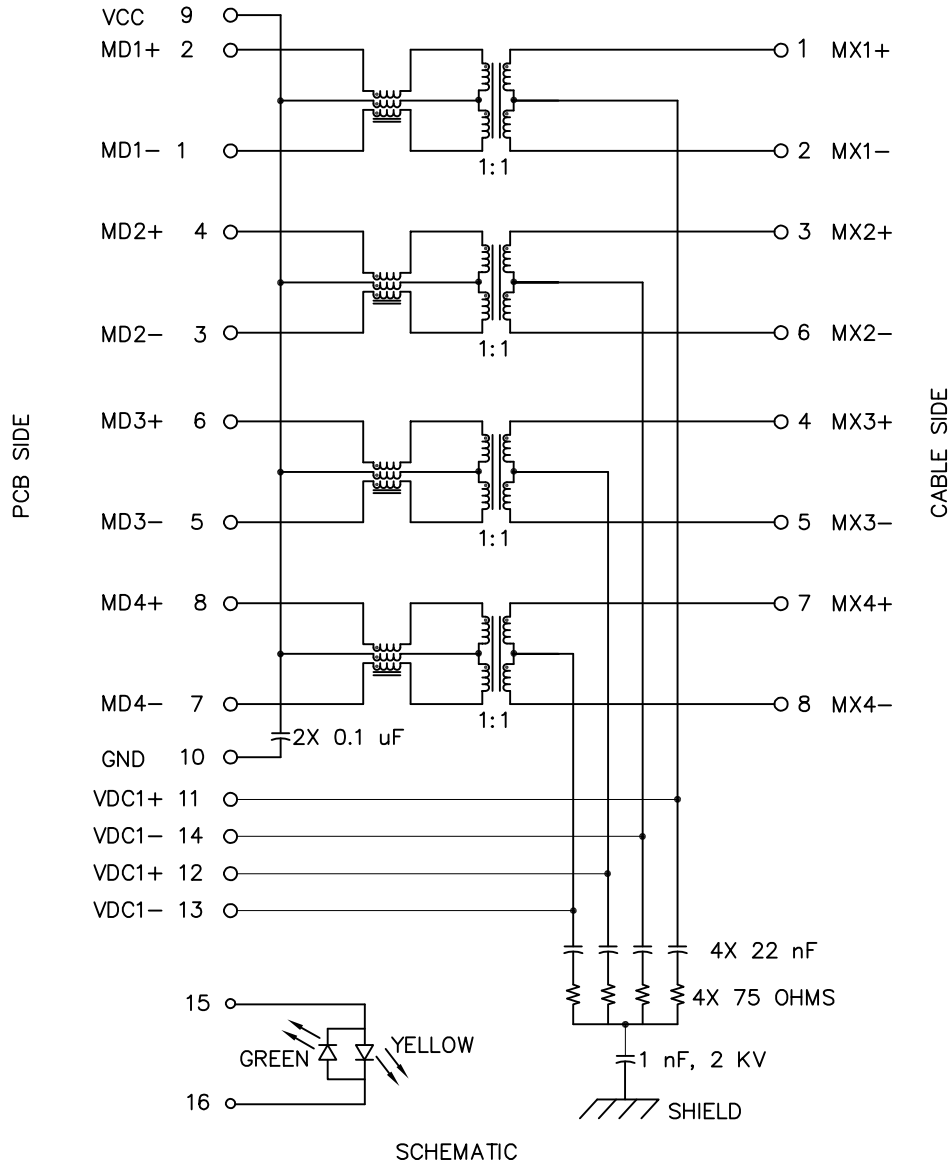 VCC 9
MD1+ 2
1 MX1+
MD1- 1
2 MX1-
1:1
MD2+ 4
3 MX2+
MD2- 3
6 MX2-
1:1
PCB SIDE
CABLE SIDE
MD3+ 6
4 MX3+
MD3- 5
5 MX3-
1:1
MD4+ 8
7 MX4+
MD4- 7
8 MX4-
1:1
2X 0.1 uF
GND 10
VDC1+ 11
VDC1- 14
VDC1+ 12
VDC1- 13
4X 22 nF
4X 75 OHMS
15
GREEN
YELLOW
1 nF, 2 KV
16
SHIELD
SCHEMATIC